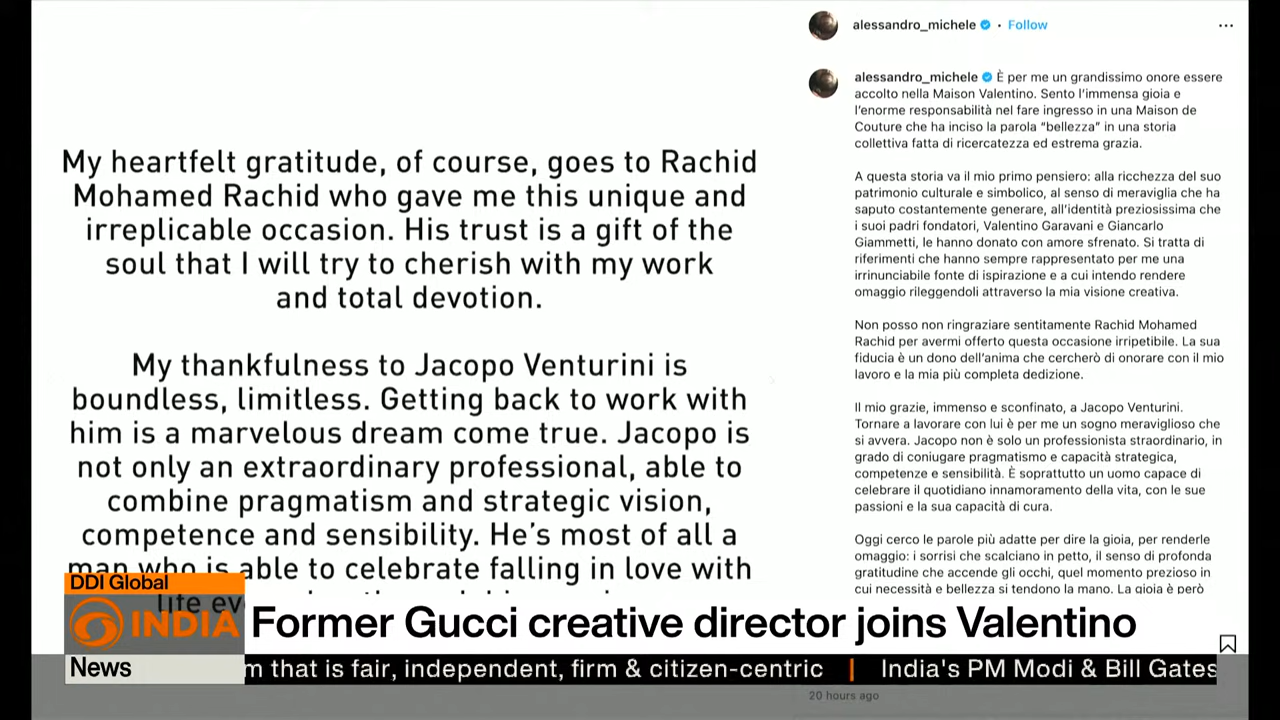 My heartfelt gratitude, of course, goes to Rachid
Mohamed Rachid who gave me this unique and
irreplicable occasion. His trust is a gift of the
soul that I will try to cherish with my work
and total devotion.
My thankfulness to Jacopo Venturini is
boundless, limitless. Getting back to work with
him is a marvelous dream come true. Jacopo is
not only an extraordinary professional, able to
combine pragmatism and strategic vision,
competence and sensibility. He's most of all a
man who is able to celebrate falling in love with
life
alessandro_michele • Follow
alessandro_michele È per me un grandissimo onore essere
accolto nella Maison Valentino. Sento l'immensa gioia e
l'enorme responsabilità nel fare ingresso in una Maison de
Couture che ha inciso la parola "bellezza" in una storia
collettiva fatta di ricercatezza ed estrema grazia.
A questa storia va il mio primo pensiero: alla ricchezza del suo
patrimonio culturale e simbolico, al senso di meraviglia che ha
saputo costantemente generare, all'identità preziosissima che
i suoi padri fondatori, Valentino Garavani e Giancarlo
Giammetti, le hanno donato con amore sfrenato. Si tratta di
riferimenti che hanno sempre rappresentato per me una
irrinunciabile fonte di ispirazione e a cui intendo rendere
omaggio rileggendoli attraverso la mia visione creativa.
Non posso non ringraziare sentitamente Rachid Mohamed
Rachid per avermi offerto questa occasione irripetibile. La sua
fiducia è un dono dell'anima che cercherò di onorare con il mio
lavoro e la mia più completa dedizione.
Il mio grazie, immenso e sconfinato, a Jacopo Venturini.
Tornare a lavorare con lui è per me un sogno meraviglioso che
si avvera. Jacopo non è solo un professionista straordinario, in
grado di coniugare pragmatismo e capacità strategica,
competenze e sensibilità. È soprattutto un uomo capace di
celebrare il quotidiano innamoramento della vita, con le sue
passioni e la sua capacità di cura.
Oggi cerco le parole più adatte per dire la gioia, per renderle
omaggio: i sorrisi che scalciano in petto, il senso di profonda
gratitudine che accende gli occhi, quel momento prezioso in
cui necessità e bellezza si tendono la mano. La gioia è però
20 hours ago
DDI Global
INDIA
News
Former Gucci creative director joins Valentino
m that is fair, independent, firm & citizen-centric | India's PM Modi & Bill Gates